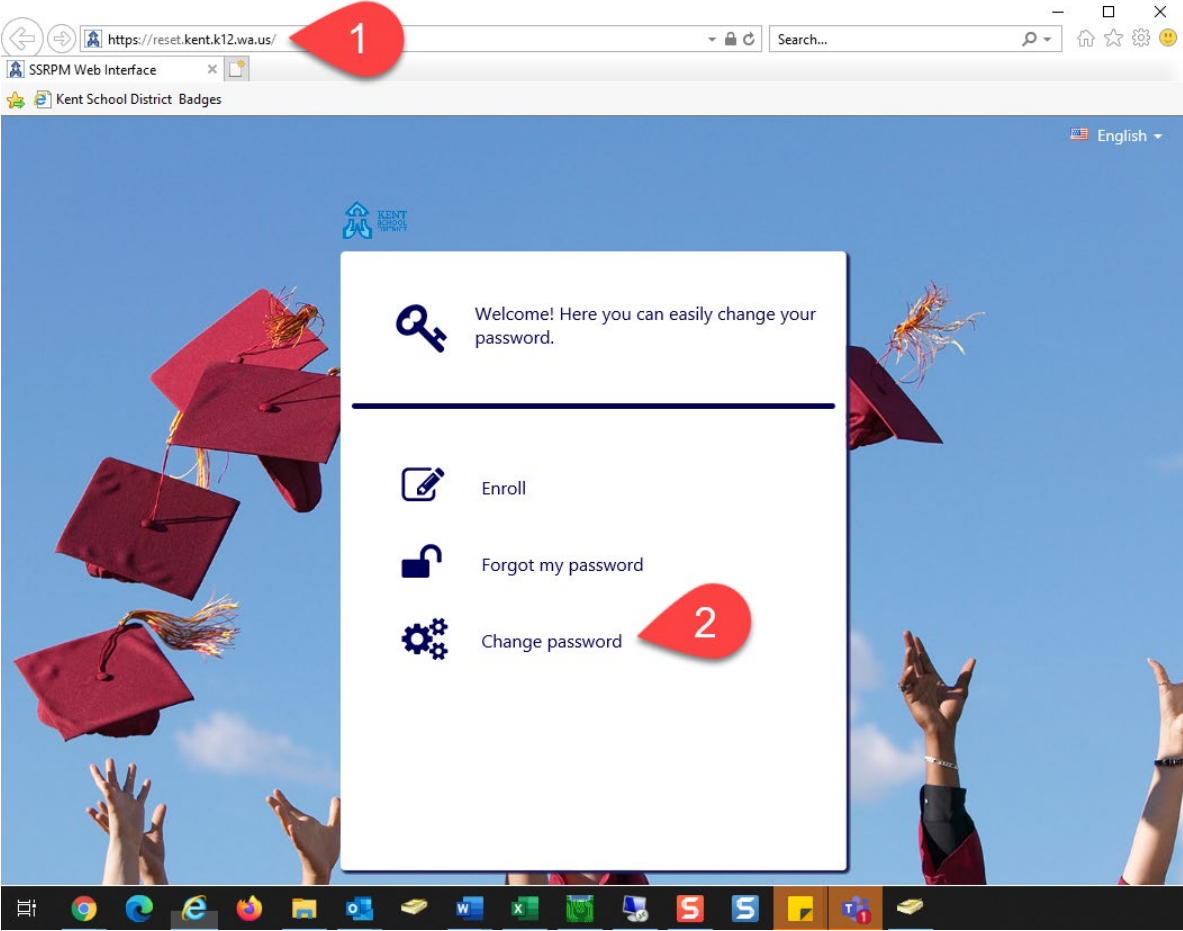 1
https://reset.kent.k12.wa.us/
Search...
SSRPM Web Interface
Kent School District Badges
English
KENT
SCHOOL
DISTRICT
Welcome! Here you can easily change your
password.
Enroll
Forgot my password
Change password
2
1